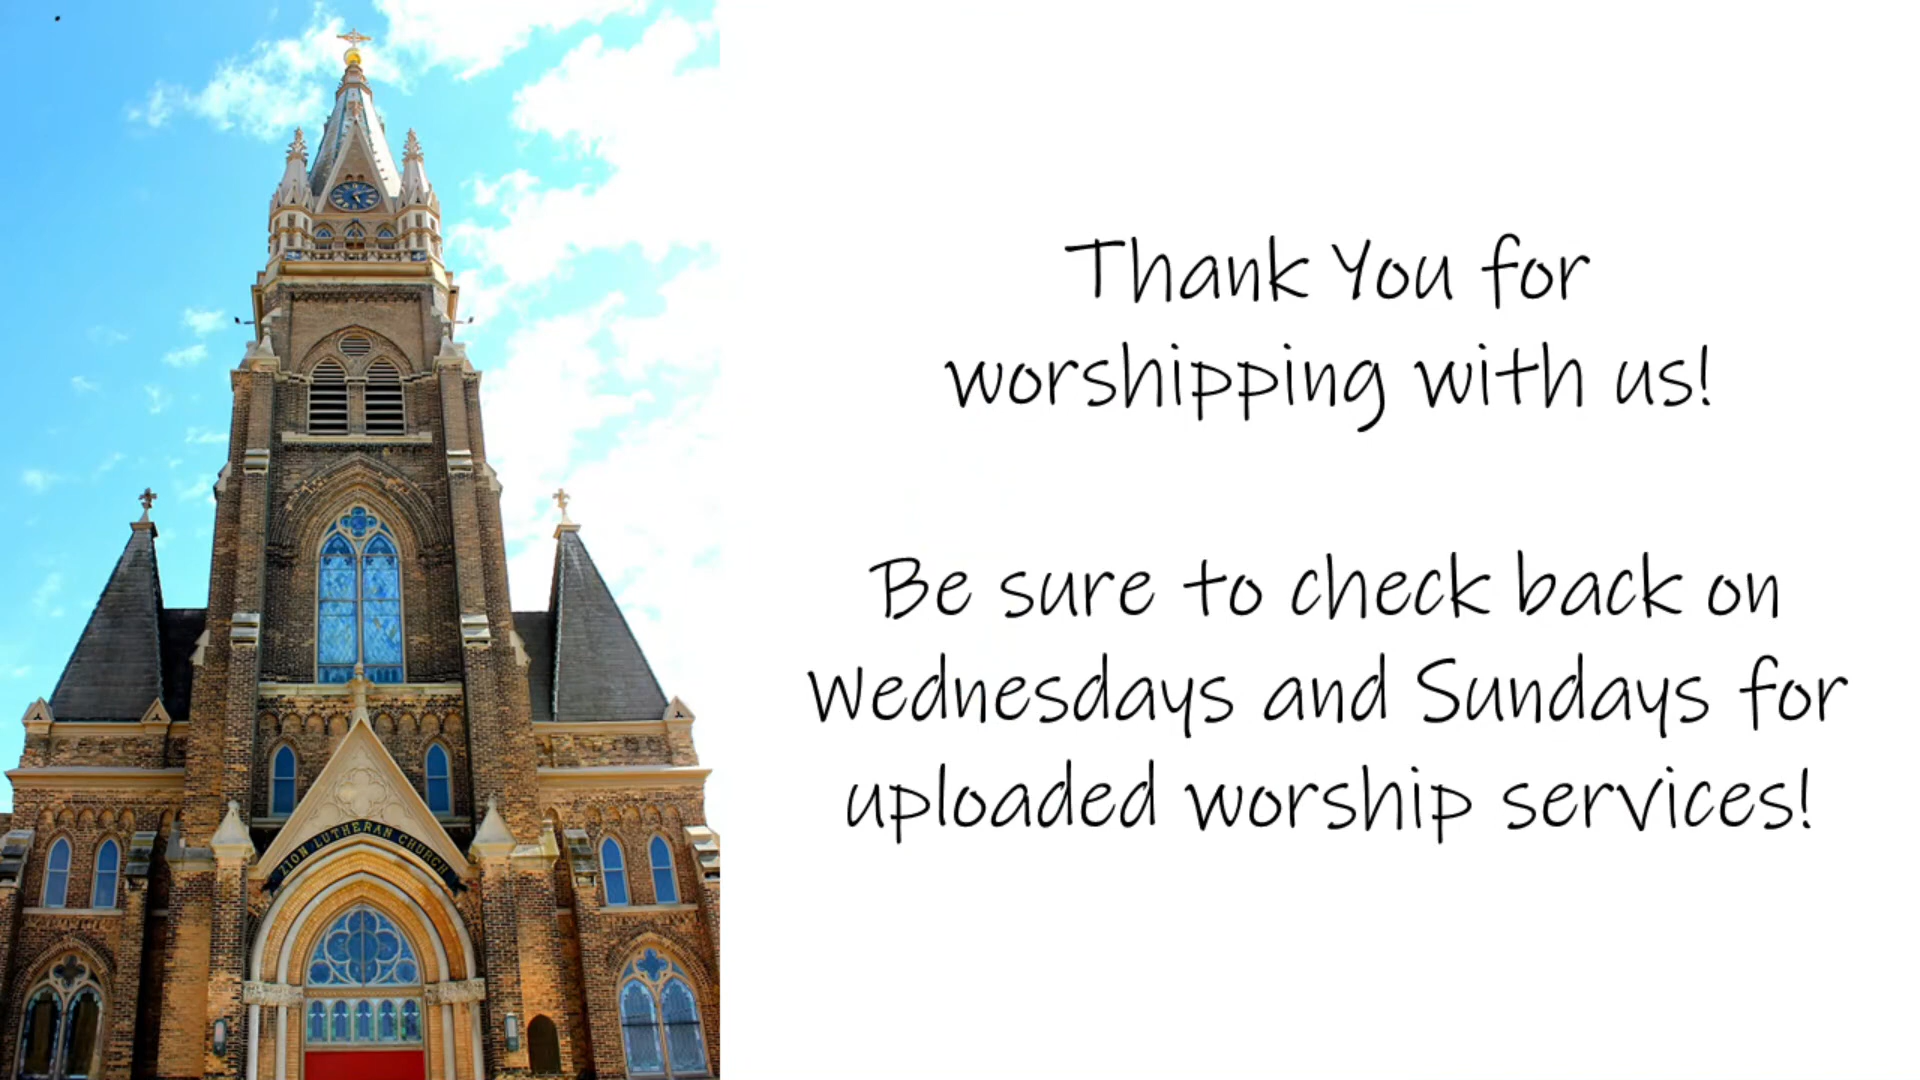 ZION LUTHERAN CHURCH
Thank You for
worshipping with us!
Be sure to check back on
Wednesdays and Sundays for
uploaded worship services!